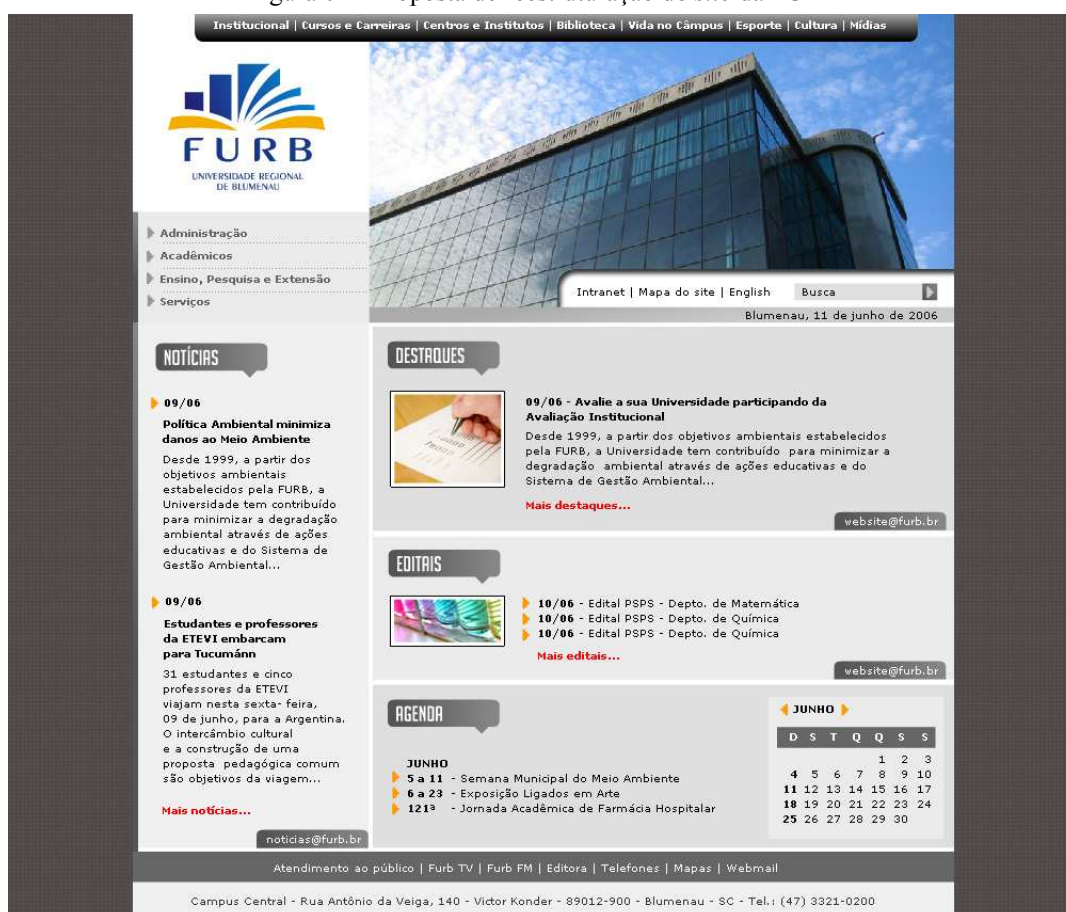 Institucional | Cursos e Carreiras | Centros e Institutos | Biblioteca | Vida no Câmpus | Esporte | Cultura | Mídias
FURB
UNIVERSIDADE REGIONAL
DE BLUMENAU
Administração
Acadêmicos
Ensino, Pesquisa e Extensão
Serviços
Intranet | Mapa do site | English
Busca
Blumenau, 11 de junho de 2006
NOTÍCIAS
09/06
Política Ambiental minimiza
danos ao Meio Ambiente
Desde 1999, a partir dos
objetivos ambientais
estabelecidos pela FURB, a
Universidade tem contribuído
para minimizar a degradação
ambiental através de ações
educativas e do Sistema de
Gestão Ambiental...
09/06
Estudantes e professores
da ETEVI embarcam
para Tucumánn
31 estudantes e cinco
professores da ETEVI
viajam nesta sexta- feira,
09 de junho, para a Argentina.
O intercâmbio cultural
e a construção de uma
proposta pedagógica comum
são objetivos da viagem...
Mais notícias...
noticias@furb.br
DESTAQUES
09/06 - Avalie a sua Universidade participando da
Avaliação Institucional
Desde 1999, a partir dos objetivos ambientais estabelecidos
pela FURB, a Universidade tem contribuído para minimizar a
degradação ambiental através de ações educativas e do
Sistema de Gestão Ambiental...
Mais destaques...
website@furb.br
EDITAIS
10/06 - Edital PSPS - Depto. de Matemática
10/06 - Edital PSPS - Depto. de Química
10/06 - Edital PSPS - Depto. de Química
Mais editais...
website@furb.br
AGENDA
JUNHO
5 a 11 - Semana Municipal do Meio Ambiente
6 a 23 - Exposição Ligados em Arte
121ª - Jornada Acadêmica de Farmácia Hospitalar
JUNHO
D S T Q Q S S
1 2 3
4 5 6 7 8 9 10
11 12 13 14 15 16 17
18 19 20 21 22 23 24
25 26 27 28 29 30
Atendimento ao público | Furb TV | Furb FM | Editora | Telefones | Mapas | Webmail
Campus Central - Rua Antônio da Veiga, 140 - Victor Konder - 89012-900 - Blumenau - SC - Tel.: (47) 3321-0200